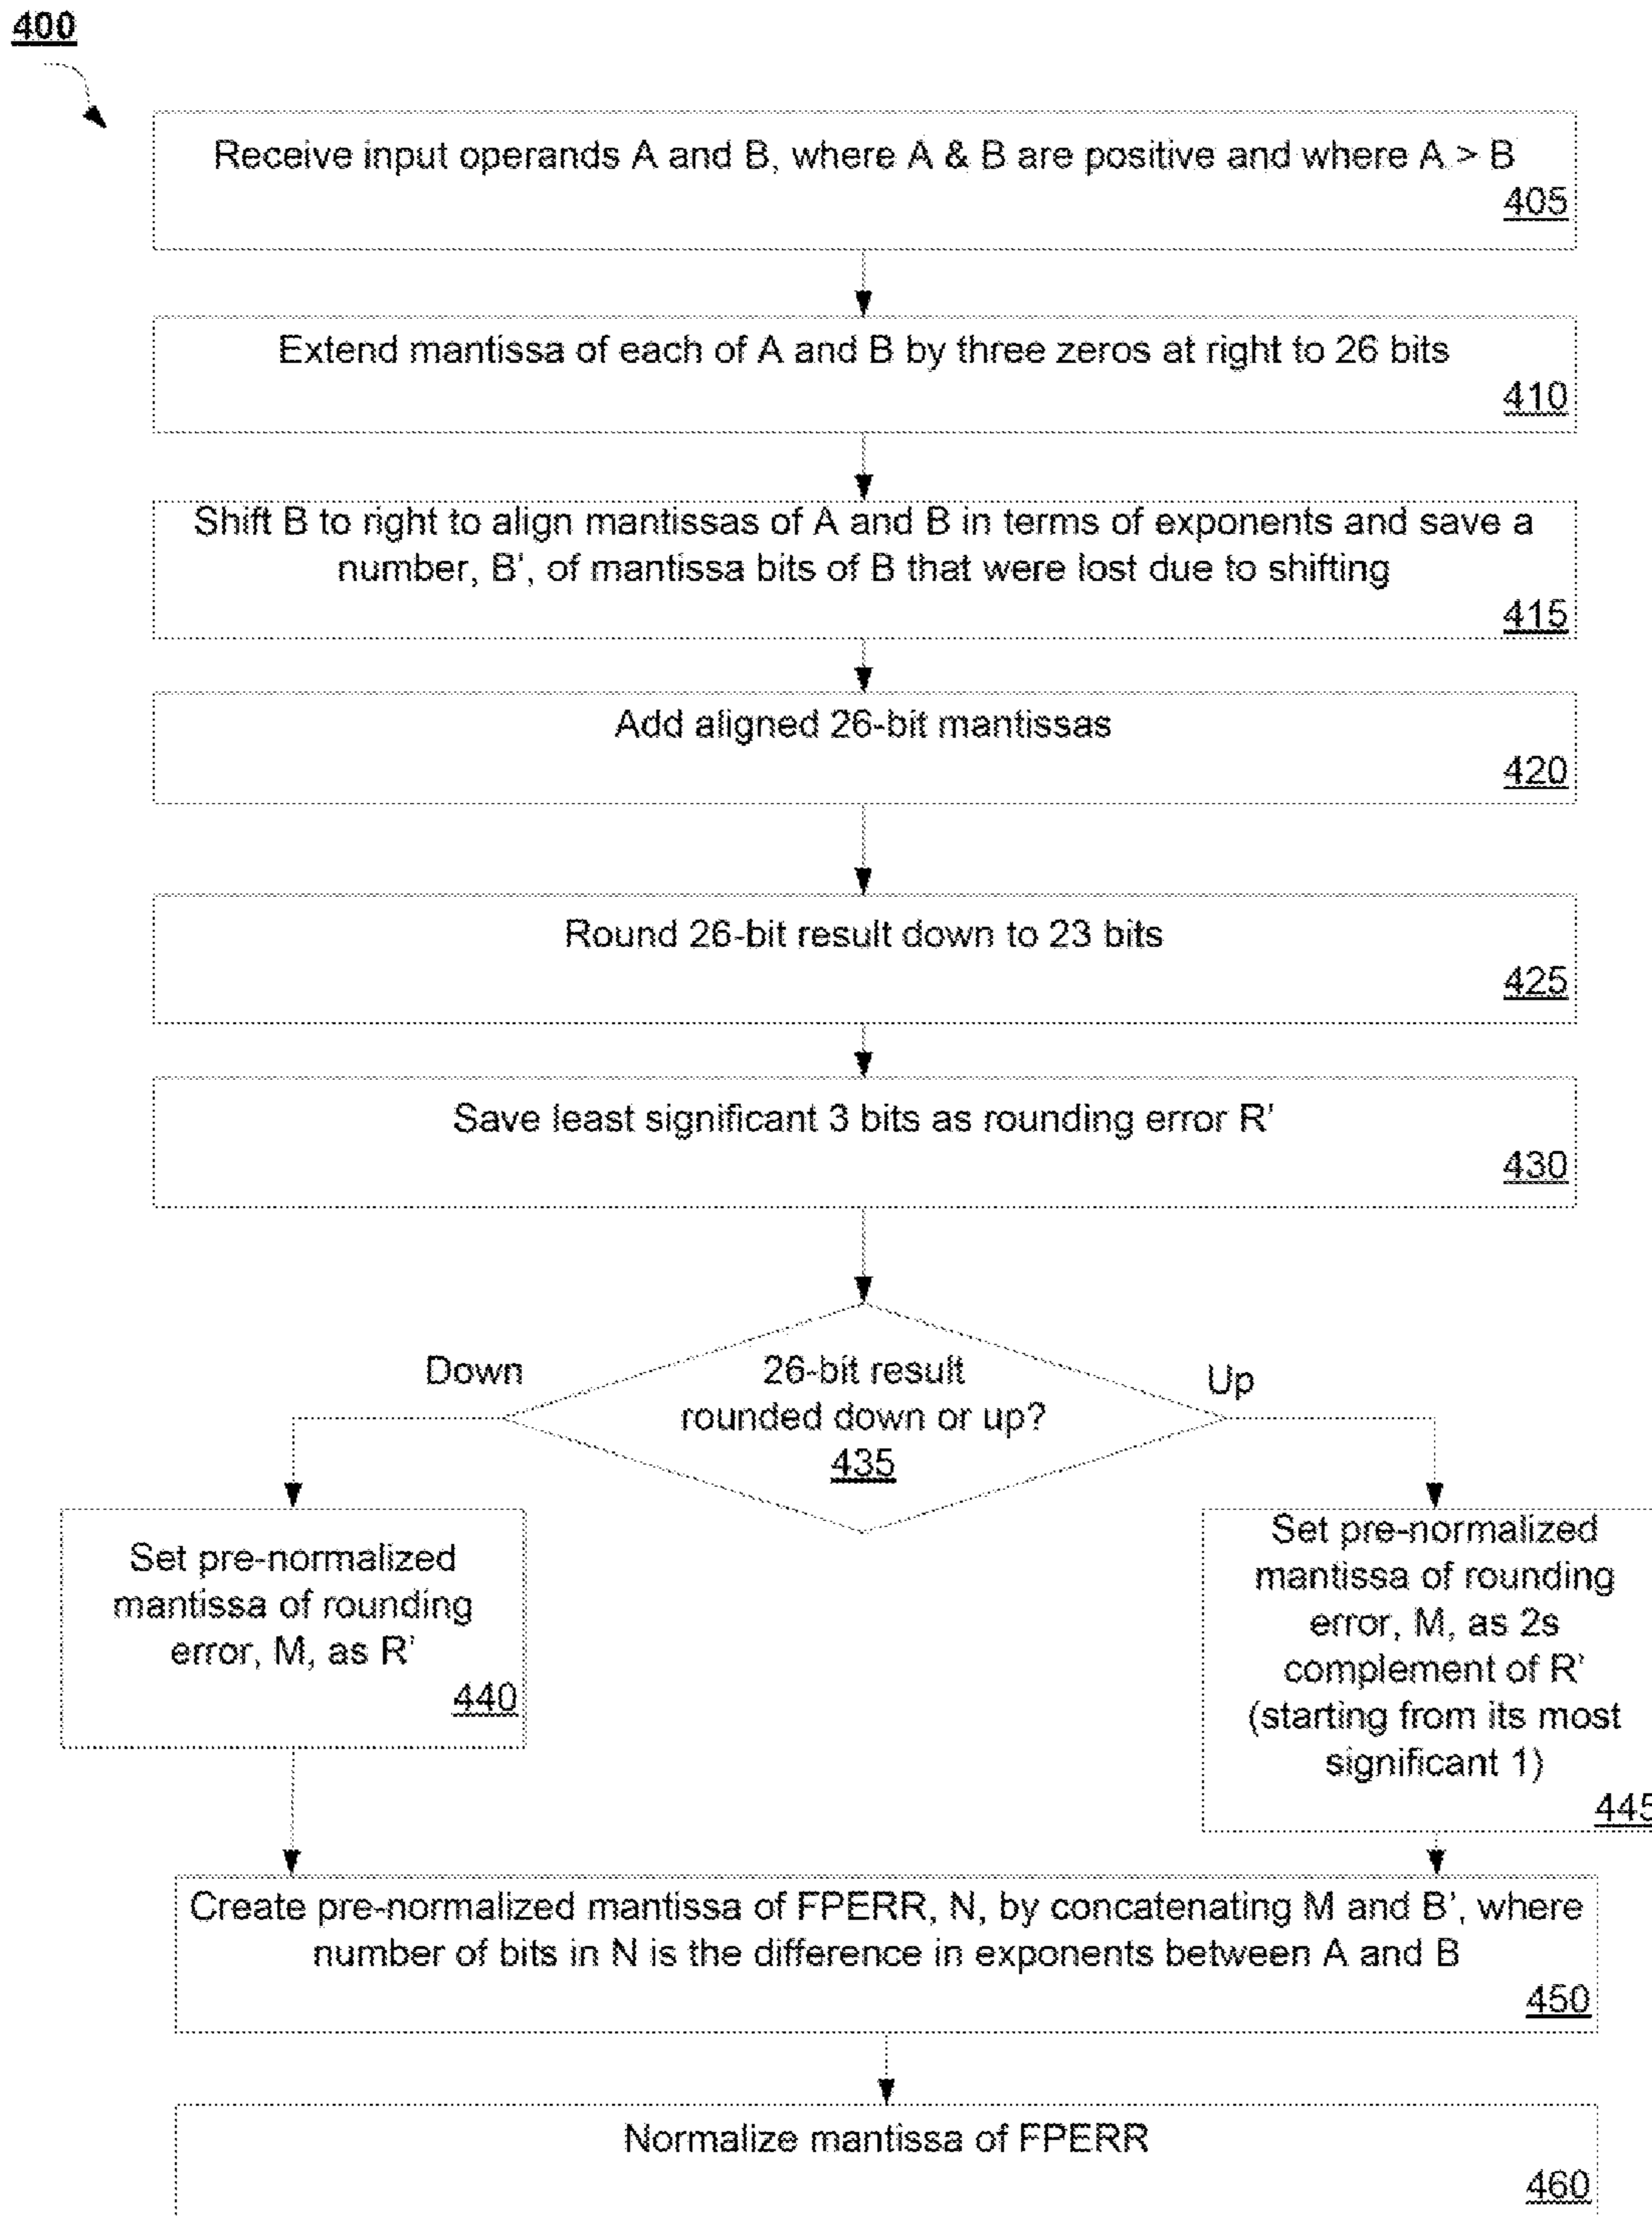 400
Receive input operands A and B, where A & B are positive and where A > B
405
Extend mantissa of each of A and B by three zeros at right to 26 bits
410
Shift B to right to align mantissas of A and B in terms of exponents and save a
number, B', of mantissa bits of B that were lost due to shifting
415
Add aligned 26-bit mantissas
420
Round 26-bit result down to 23 bits
425
Save least significant 3 bits as rounding error R'
430
26-bit result
rounded down or up?
435
Down
Up
Set pre-normalized
mantissa of rounding
error, M, as R'
440
Set pre-normalized
mantissa of rounding
error, M, as 2s
complement of R'
(starting from its most
significant 1)
445
Create pre-normalized mantissa of FPERR, N, by concatenating M and B', where
number of bits in N is the difference in exponents between A and B
450
Normalize mantissa of FPERR
460